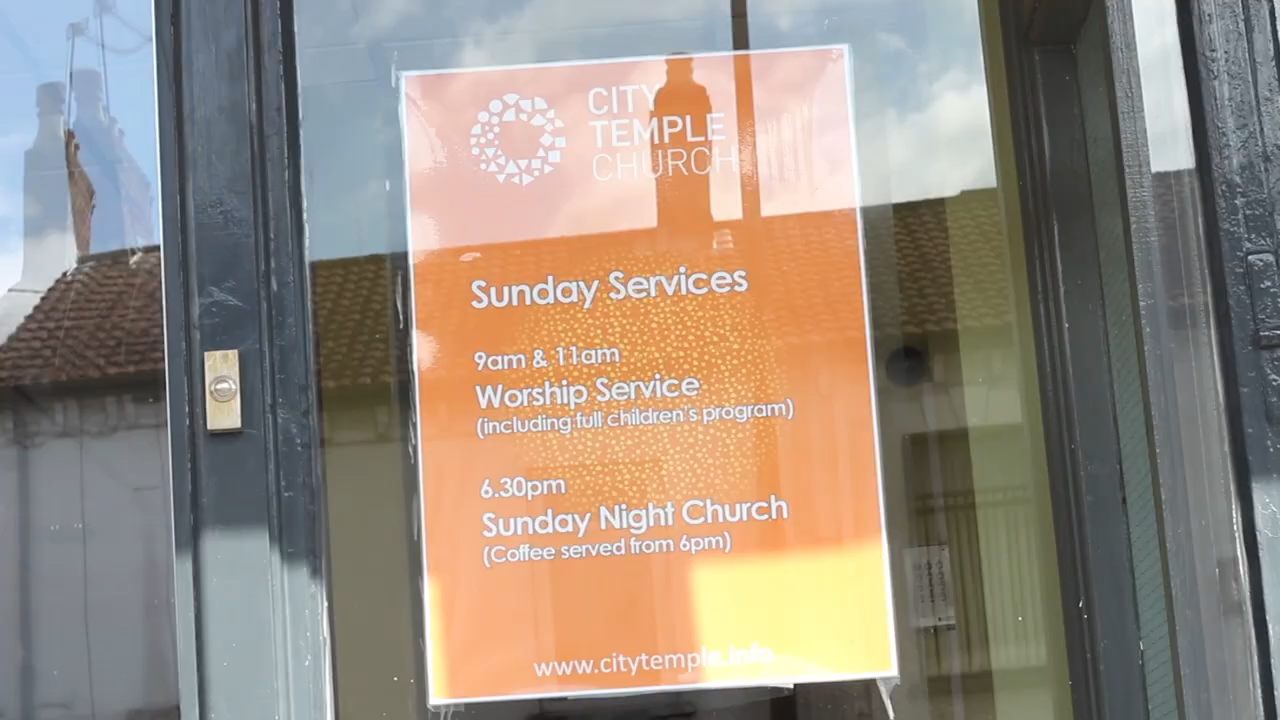 CITY
TEMPLE
CHURCH
Sunday Services
9am & 11am
Worship Service
(including full children's program)
6.30pm
Sunday Night Church
(Coffee served from 6pm)
www.citytemple.info